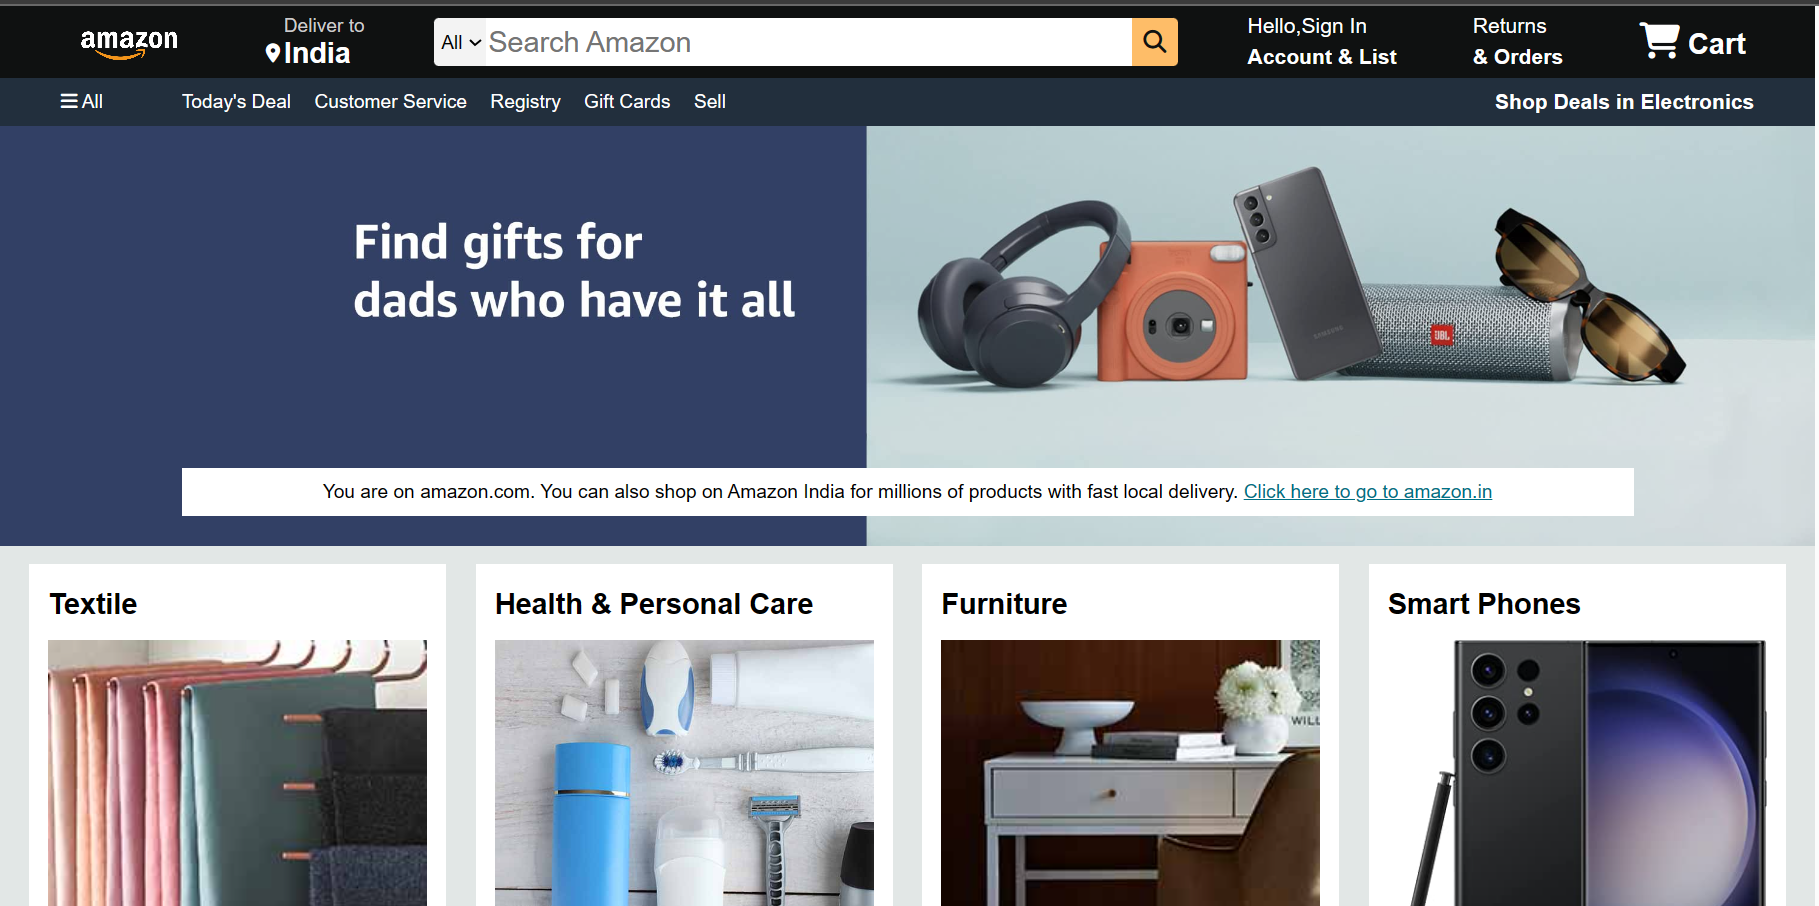 amazon
Deliver to
India
All
Search Amazon
Hello,Sign In
Account & List
Returns
& Orders
Cart
All
Today's Deal
Customer Service
Registry
Gift Cards
Sell
Shop Deals in Electronics
Find gifts for
dads who have it all
SAMSUNG
JBL
You are on amazon.com. You can also shop on Amazon India for millions of products with fast local delivery. Click here to go to amazon.in
Textile
Health & Personal Care
Furniture
Smart Phones
WILL